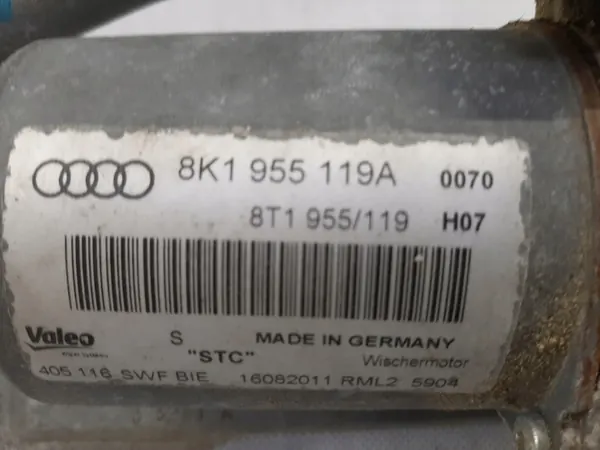 8K1 955 119A 0070
8T1 955/119 H07
Valeo S MADE IN GERMANY
"STC" Wischermotor
405 116 SWF BIE 16082011 RML2 5908